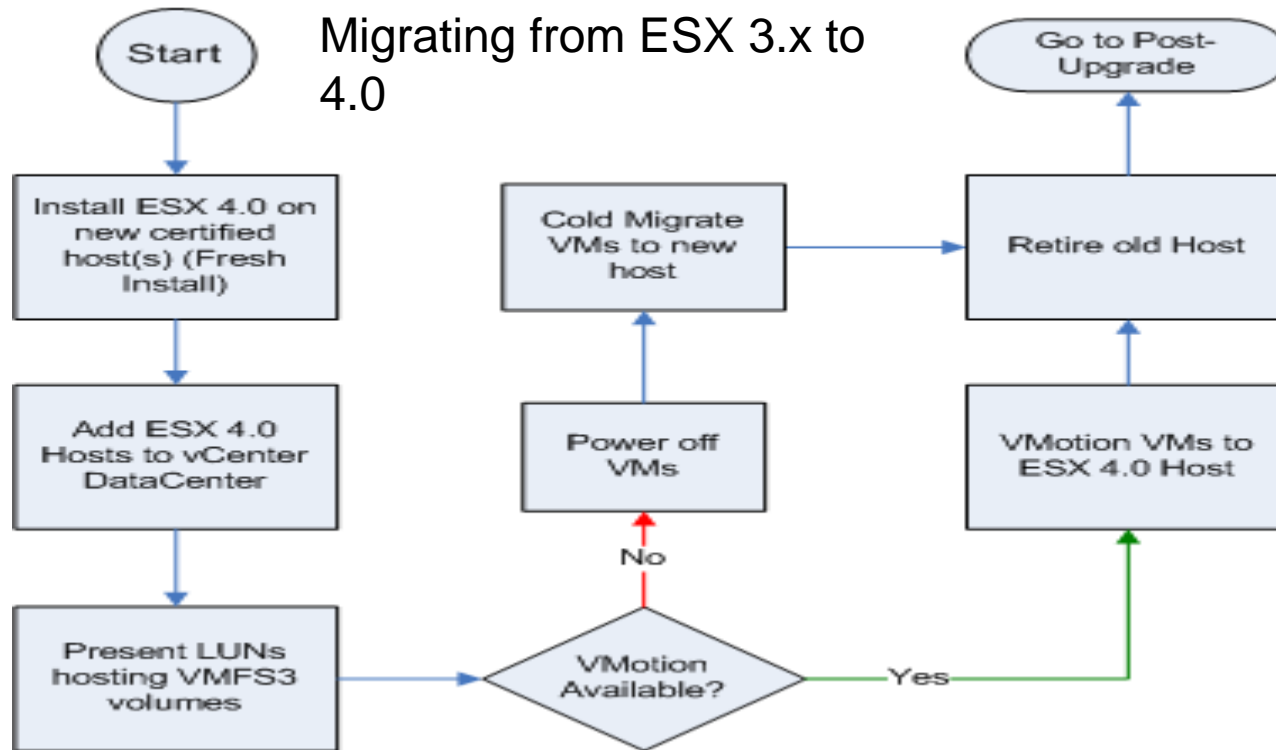 Start
Migrating from ESX 3.x to
4.0
Go to Post-
Upgrade
Install ESX 4.0 on
new certified
host(s) (Fresh
Install)
Cold Migrate
VMs to new
host
Retire old Host
Add ESX 4.0
Hosts to vCenter
DataCenter
Power off
VMs
VMotion VMs to
ESX 4.0 Host
No
Present LUNs
hosting VMFS3
volumes
VMotion
Available?
Yes